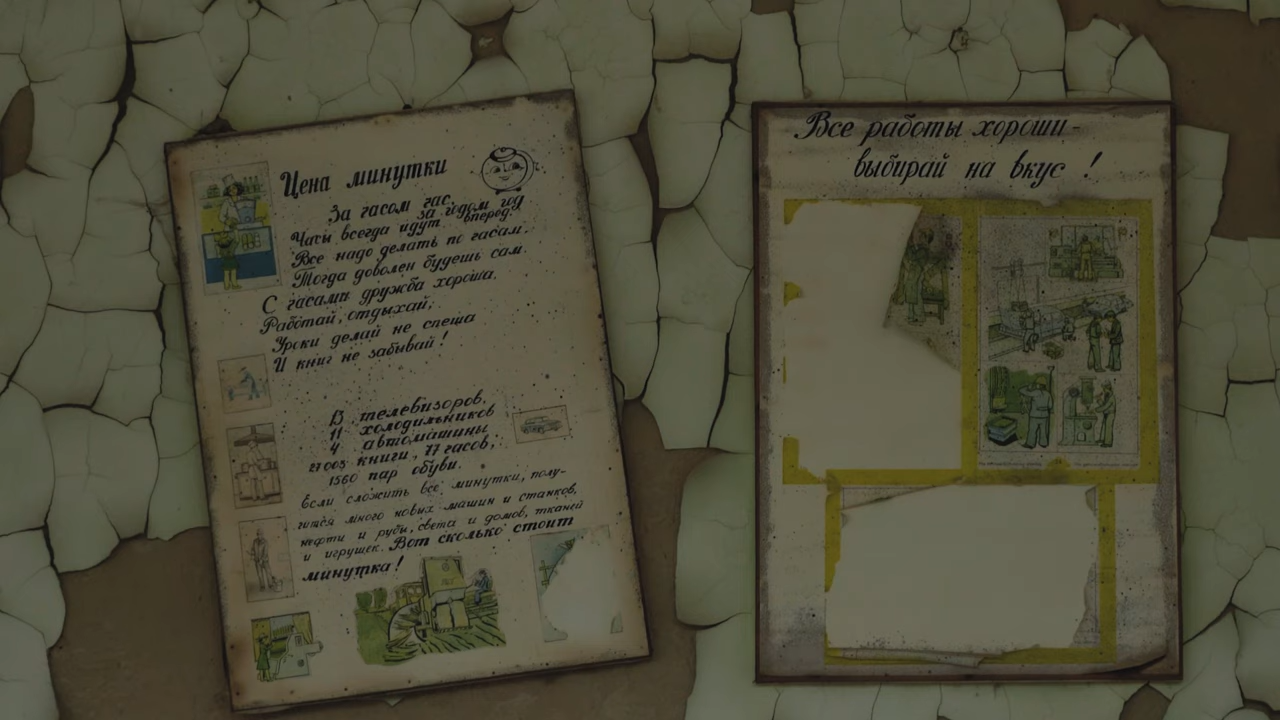 Цена минутки
За часом час,
за годом год
Часы всегда идут вперед.
Все надо делать по часам.
Тогда доволен будешь сам
С часами дружба хороша.
Работай, отдыхай,
Уроки делай не спеша
И книг не забывай!
13 телевизоров.
11 холодильников
4 автомашины
27005 книги, 77 часов,
1560 пар обуви.
Если сложить все минутки, полу-
чится много новых машин и станков,
нефти и рубы, света и домов, тканей
и игрушек. Вот сколько стоит
минутка!
Все работы хороши-
выбирай на вкус!